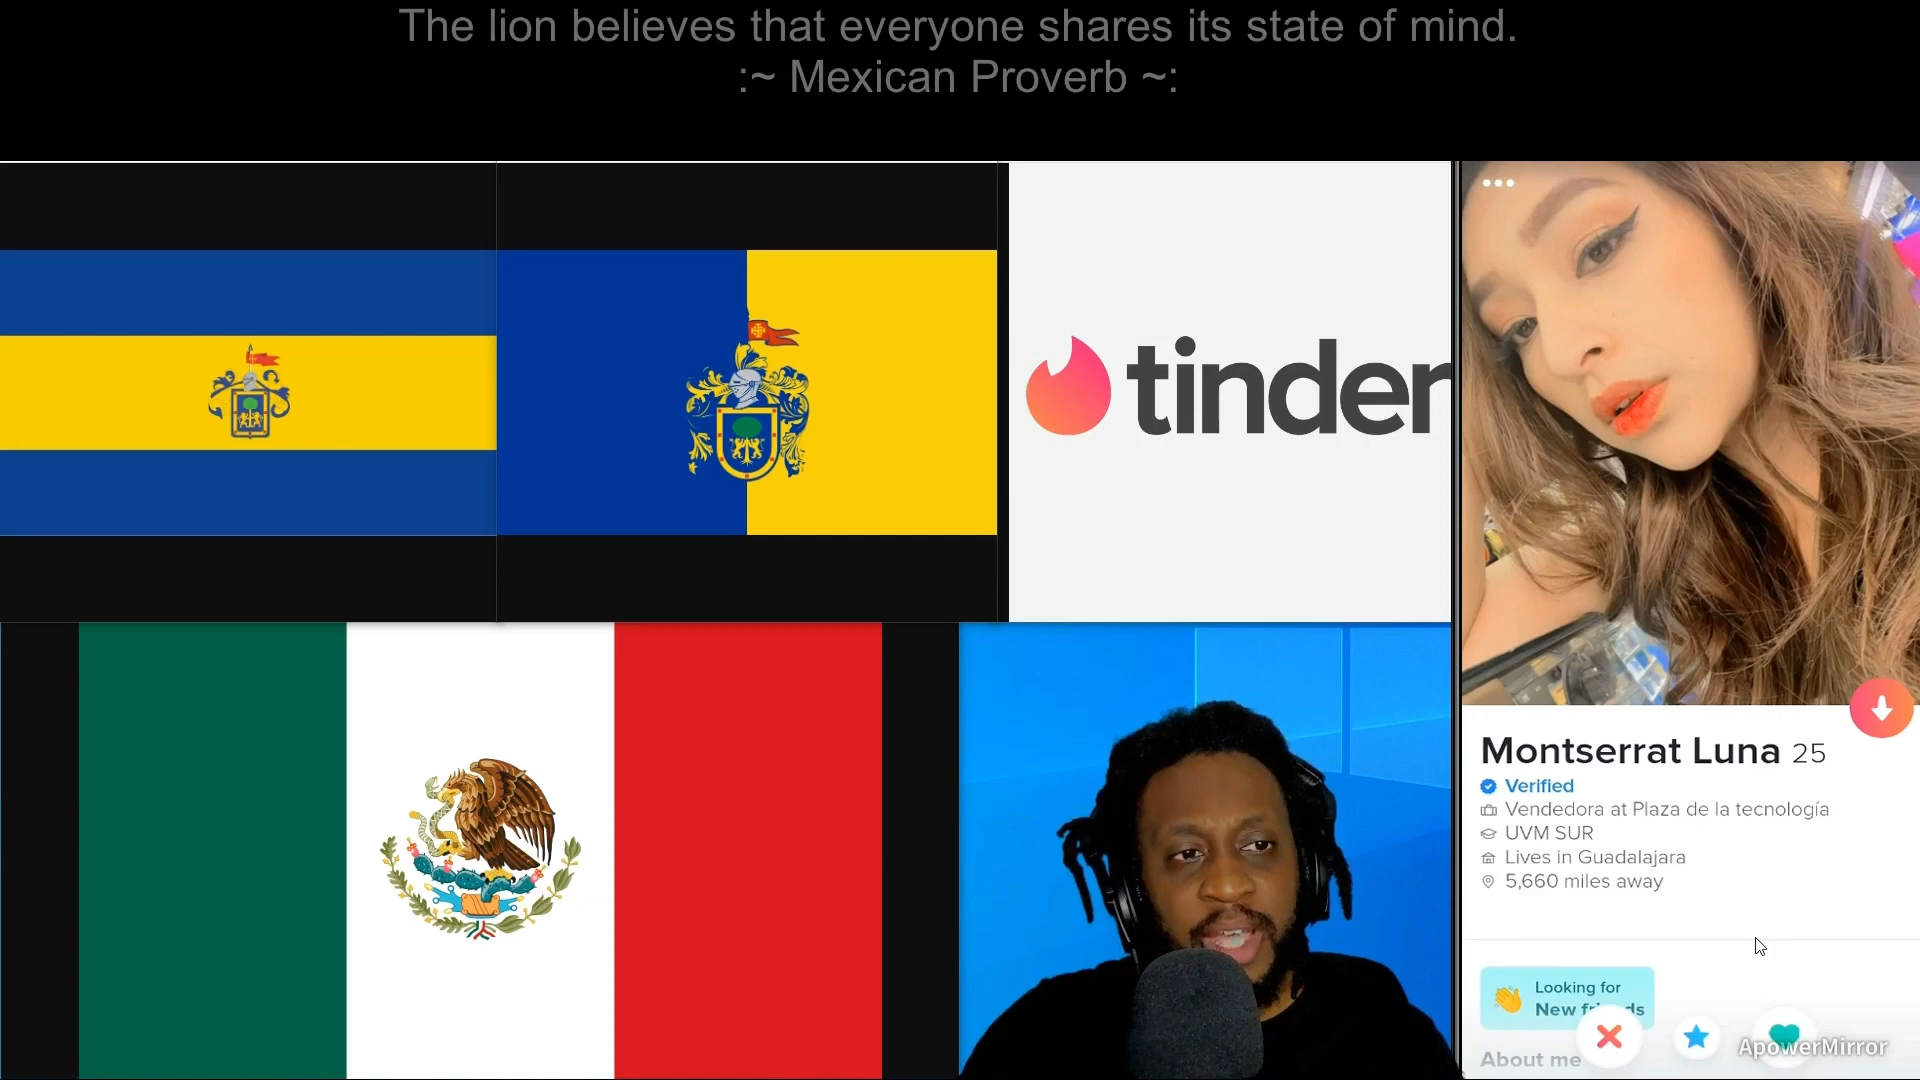 The lion believes that everyone shares its state of mind.
:~ Mexican Proverb ~:
tinder
Montserrat Luna 25
Verified
Vendedora at Plaza de la tecnología
UVM SUR
Lives in Guadalajara
5,660 miles away
Looking for
New
About me
ApowerMirror